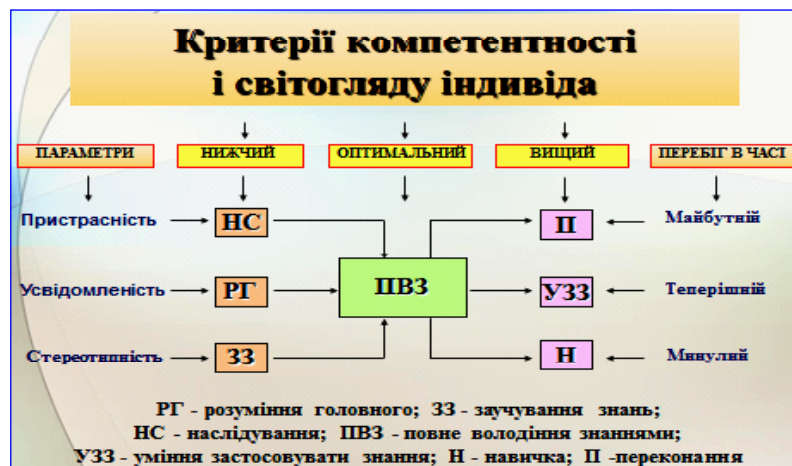 Критерії компетентності
і світогляду індивіда
ПАРАМЕТРИ НИЖЧИЙ ОПТИМАЛЬНИЙ ВИЩИЙ ПЕРЕБІГ В ЧАСІ
Пристрасність НС П Майбутній
Усвідомленість РГ ПВЗ УЗЗ Теперішній
Стереотипність ЗЗ Н Минулий
РГ - розуміння головного; ЗЗ - заучування знань;
НС - наслідування; ПВЗ - повне володіння знаннями;
УЗЗ - уміння застосовувати знання; Н - навичка; П -переконання